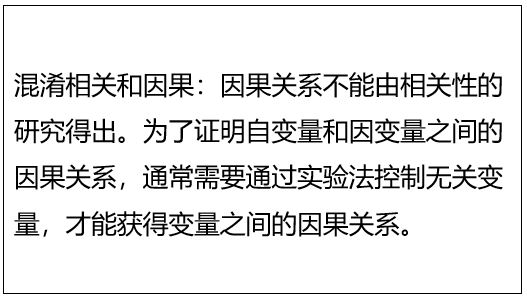 混淆相关和因果：因果关系不能由相关性的
研究得出。为了证明自变量和因变量之间的
因果关系，通常需要通过实验法控制无关变
量，才能获得变量之间的因果关系。